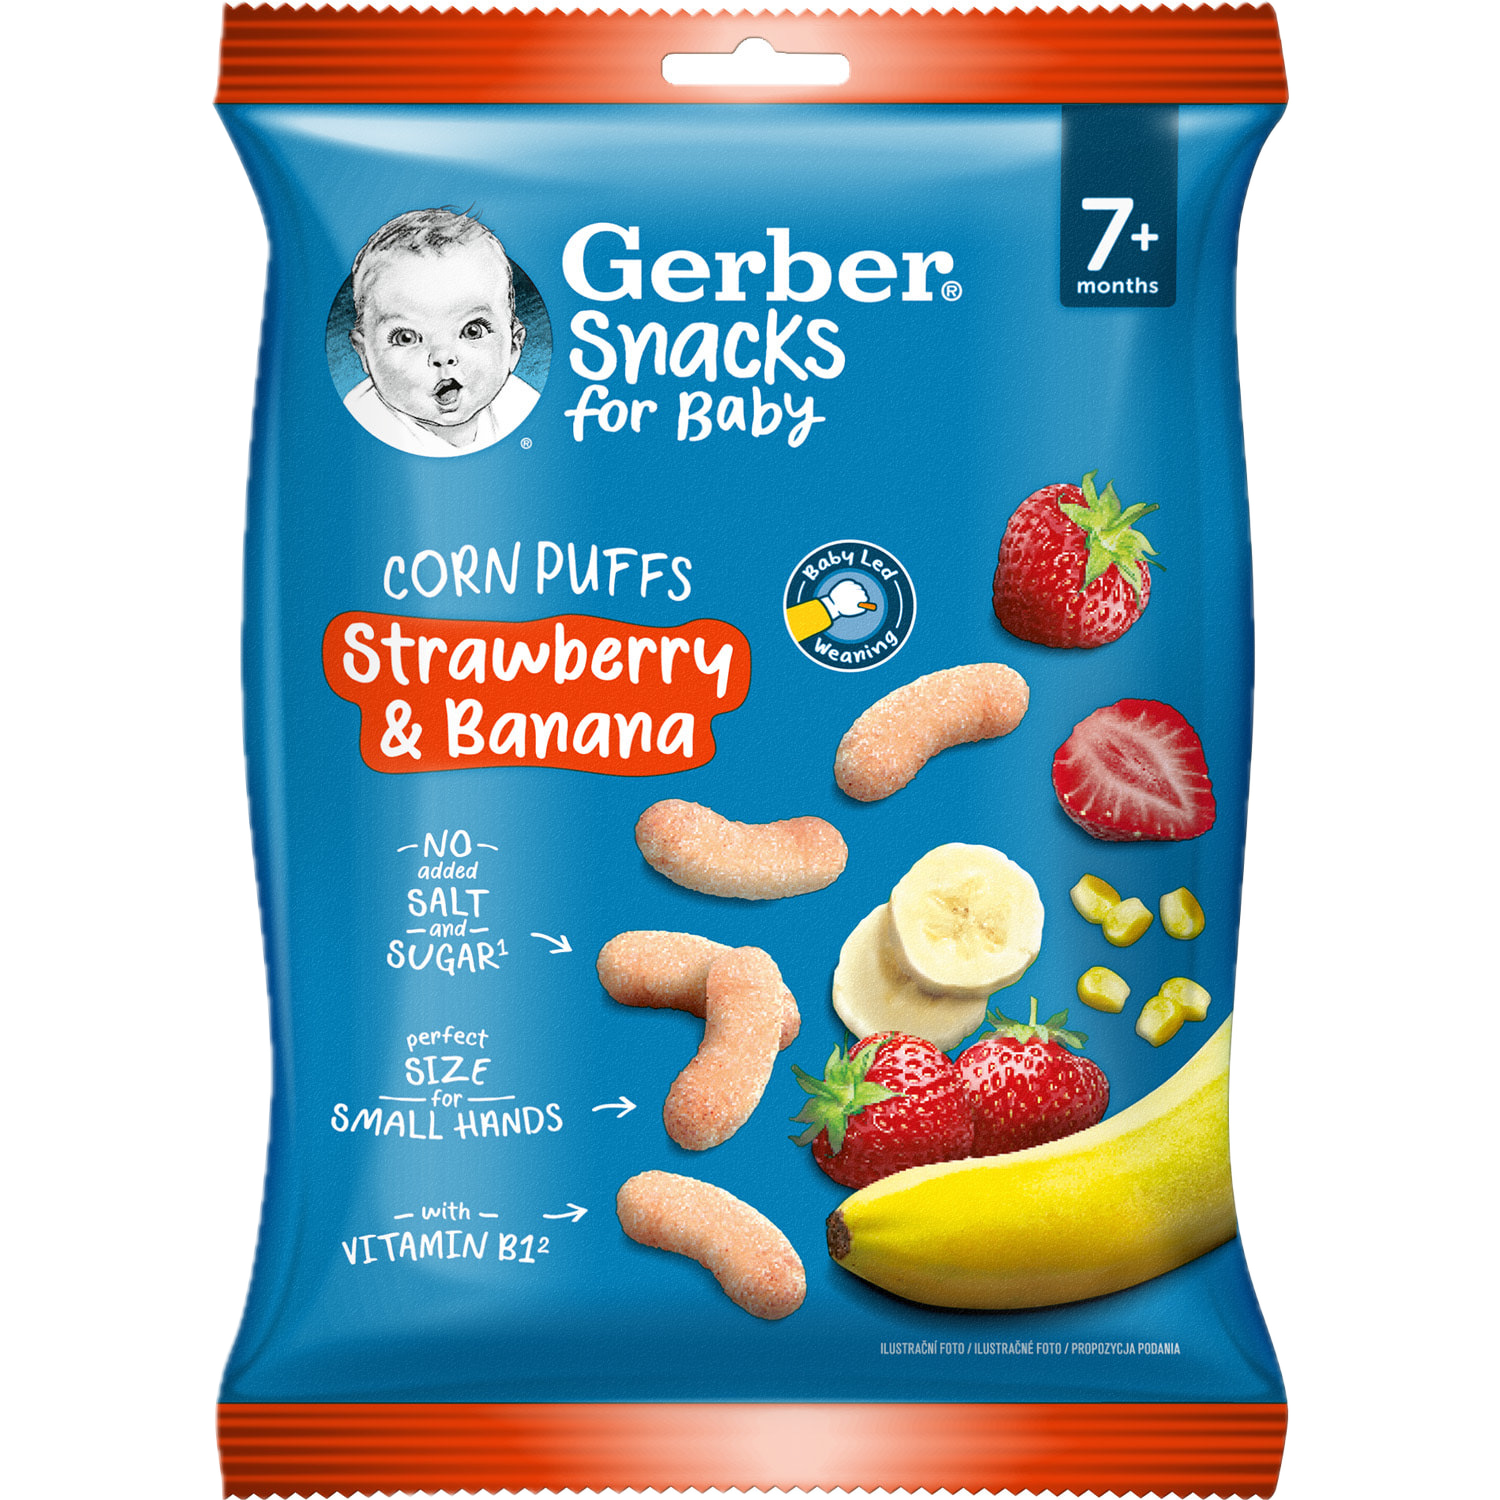 Gerber®
Snacks
for Baby
®
7+
months
CORN PUFFS
Strawberry
& Banana
Baby Led
Weaning
NO
added
SALT
and
SUGAR¹
perfect
SIZE
for
SMALL HANDS
with
VITAMIN B1²
ILUSTRAČNÍ FOTO / ILUSTRAČNÉ FOTO / PROPOZYCJA PODANIA